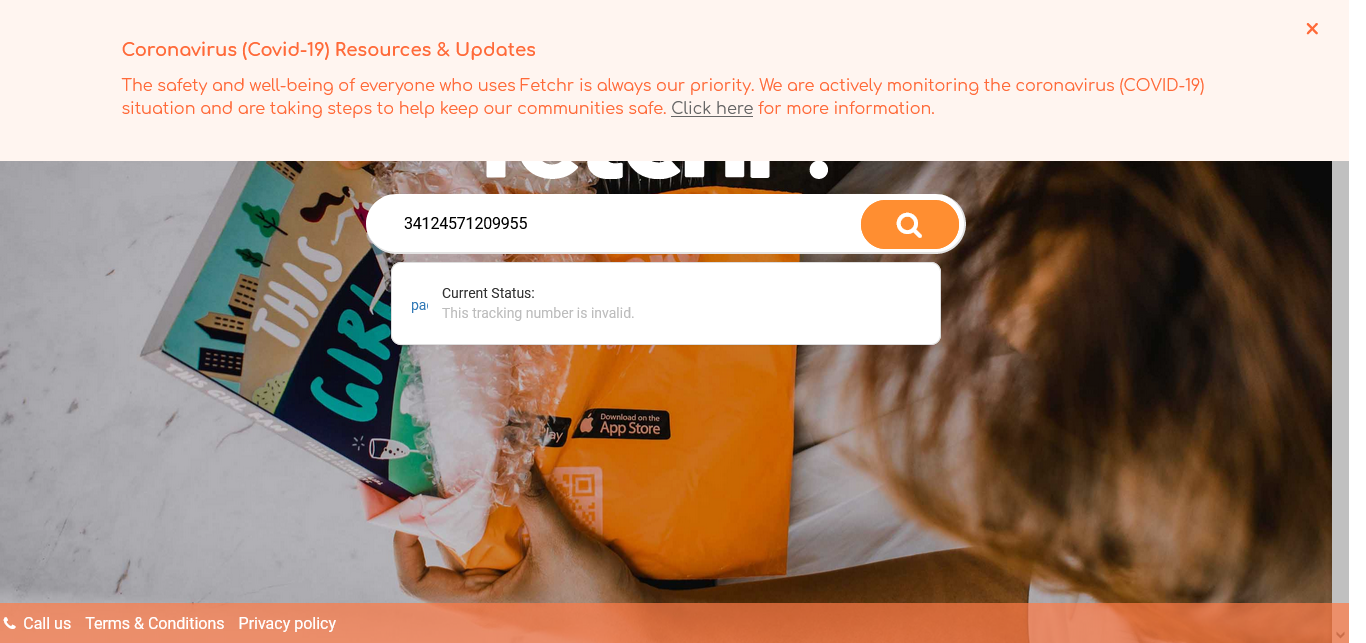 Coronavirus (Covid-19) Resources & Updates
The safety and well-being of everyone who uses Fetchr is always our priority. We are actively monitoring the coronavirus (COVID-19)
situation and are taking steps to help keep our communities safe. Click here for more information.
34124571209955
Current Status:
This tracking number is invalid.
THIS
GIRL
THIS GIRL RAN
Download on the
App Store
Call us Terms & Conditions Privacy policy